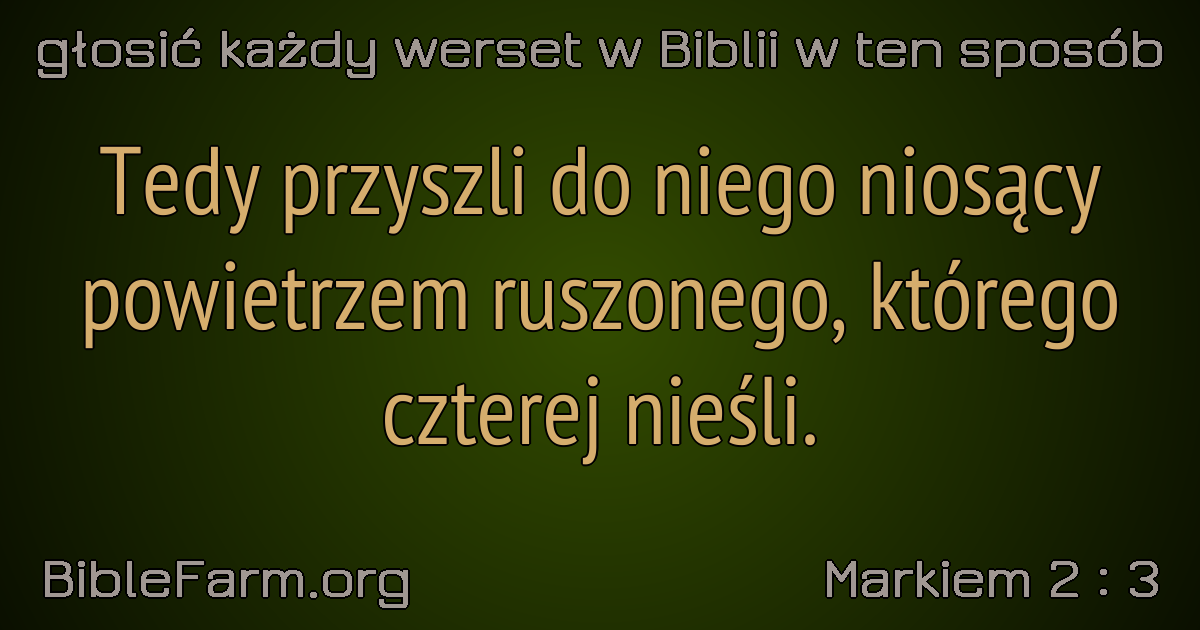 głosić każdy werset w Biblii w ten sposób
Tedy przyszli do niego niosący
powietrzem ruszonego, którego
czterej nieśli.
BibleFarm.org
Markiem 2 : 3